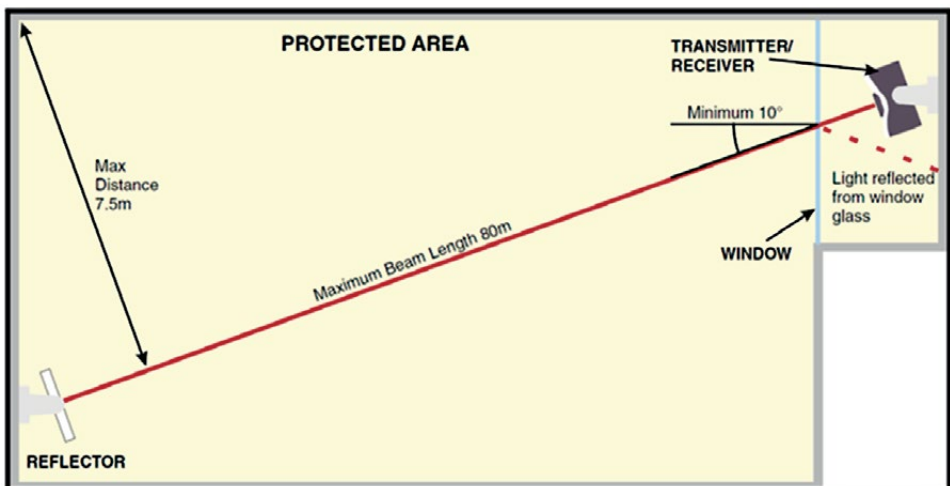 PROTECTED AREA
TRANSMITTER/
RECEIVER
Minimum 10°
Max
Distance
7.5m
Light reflected
from window
glass
Maximum Beam Length 80m
WINDOW
REFLECTOR